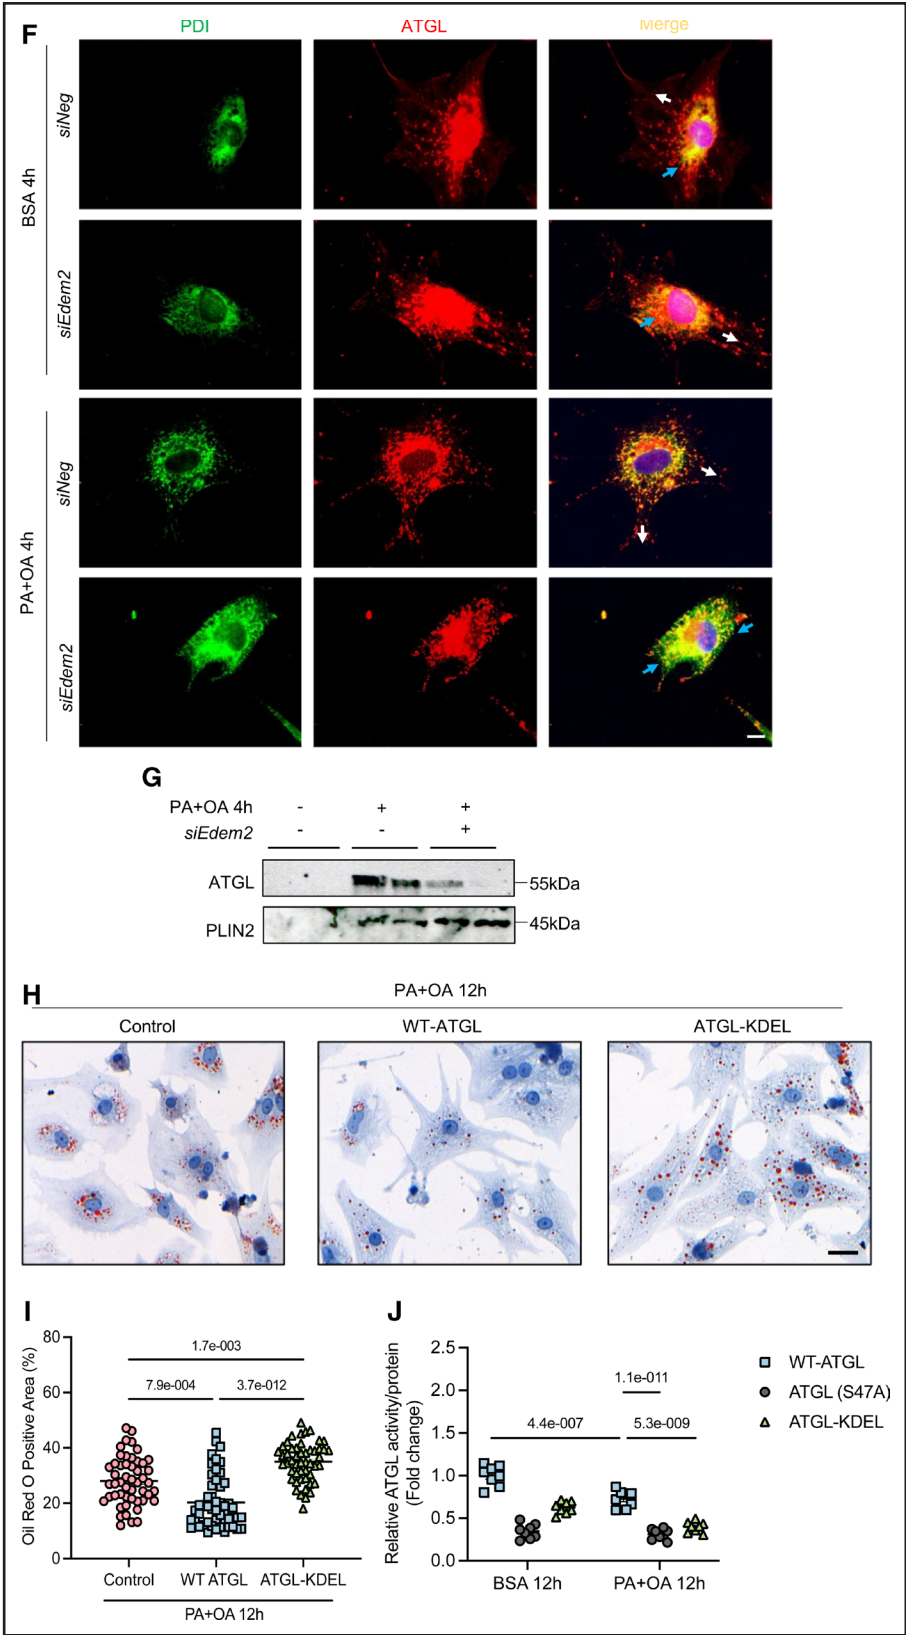 F
PDI
ATGL
Merge
BSA 4h
siNeg
siEdem2
PA+OA 4h
siNeg
siEdem2
G
PA+OA 4h - + +
siEdem2 - - +
ATGL
55kDa
PLIN2
45kDa
H
PA+OA 12h
Control
WT-ATGL
ATGL-KDEL
I
Oil Red O Positive Area (%)
80
60
40
20
0
1.7e-003
7.9e-004
3.7e-012
Control
WT ATGL
ATGL-KDEL
PA+OA 12h
J
Relative ATGL activity/protein
(Fold change)
2.5
2.0
1.5
1.0
0.5
0.0
1.1e-011
4.4e-007
5.3e-009
BSA 12h
PA+OA 12h
WT-ATGL
ATGL (S47A)
ATGL-KDEL